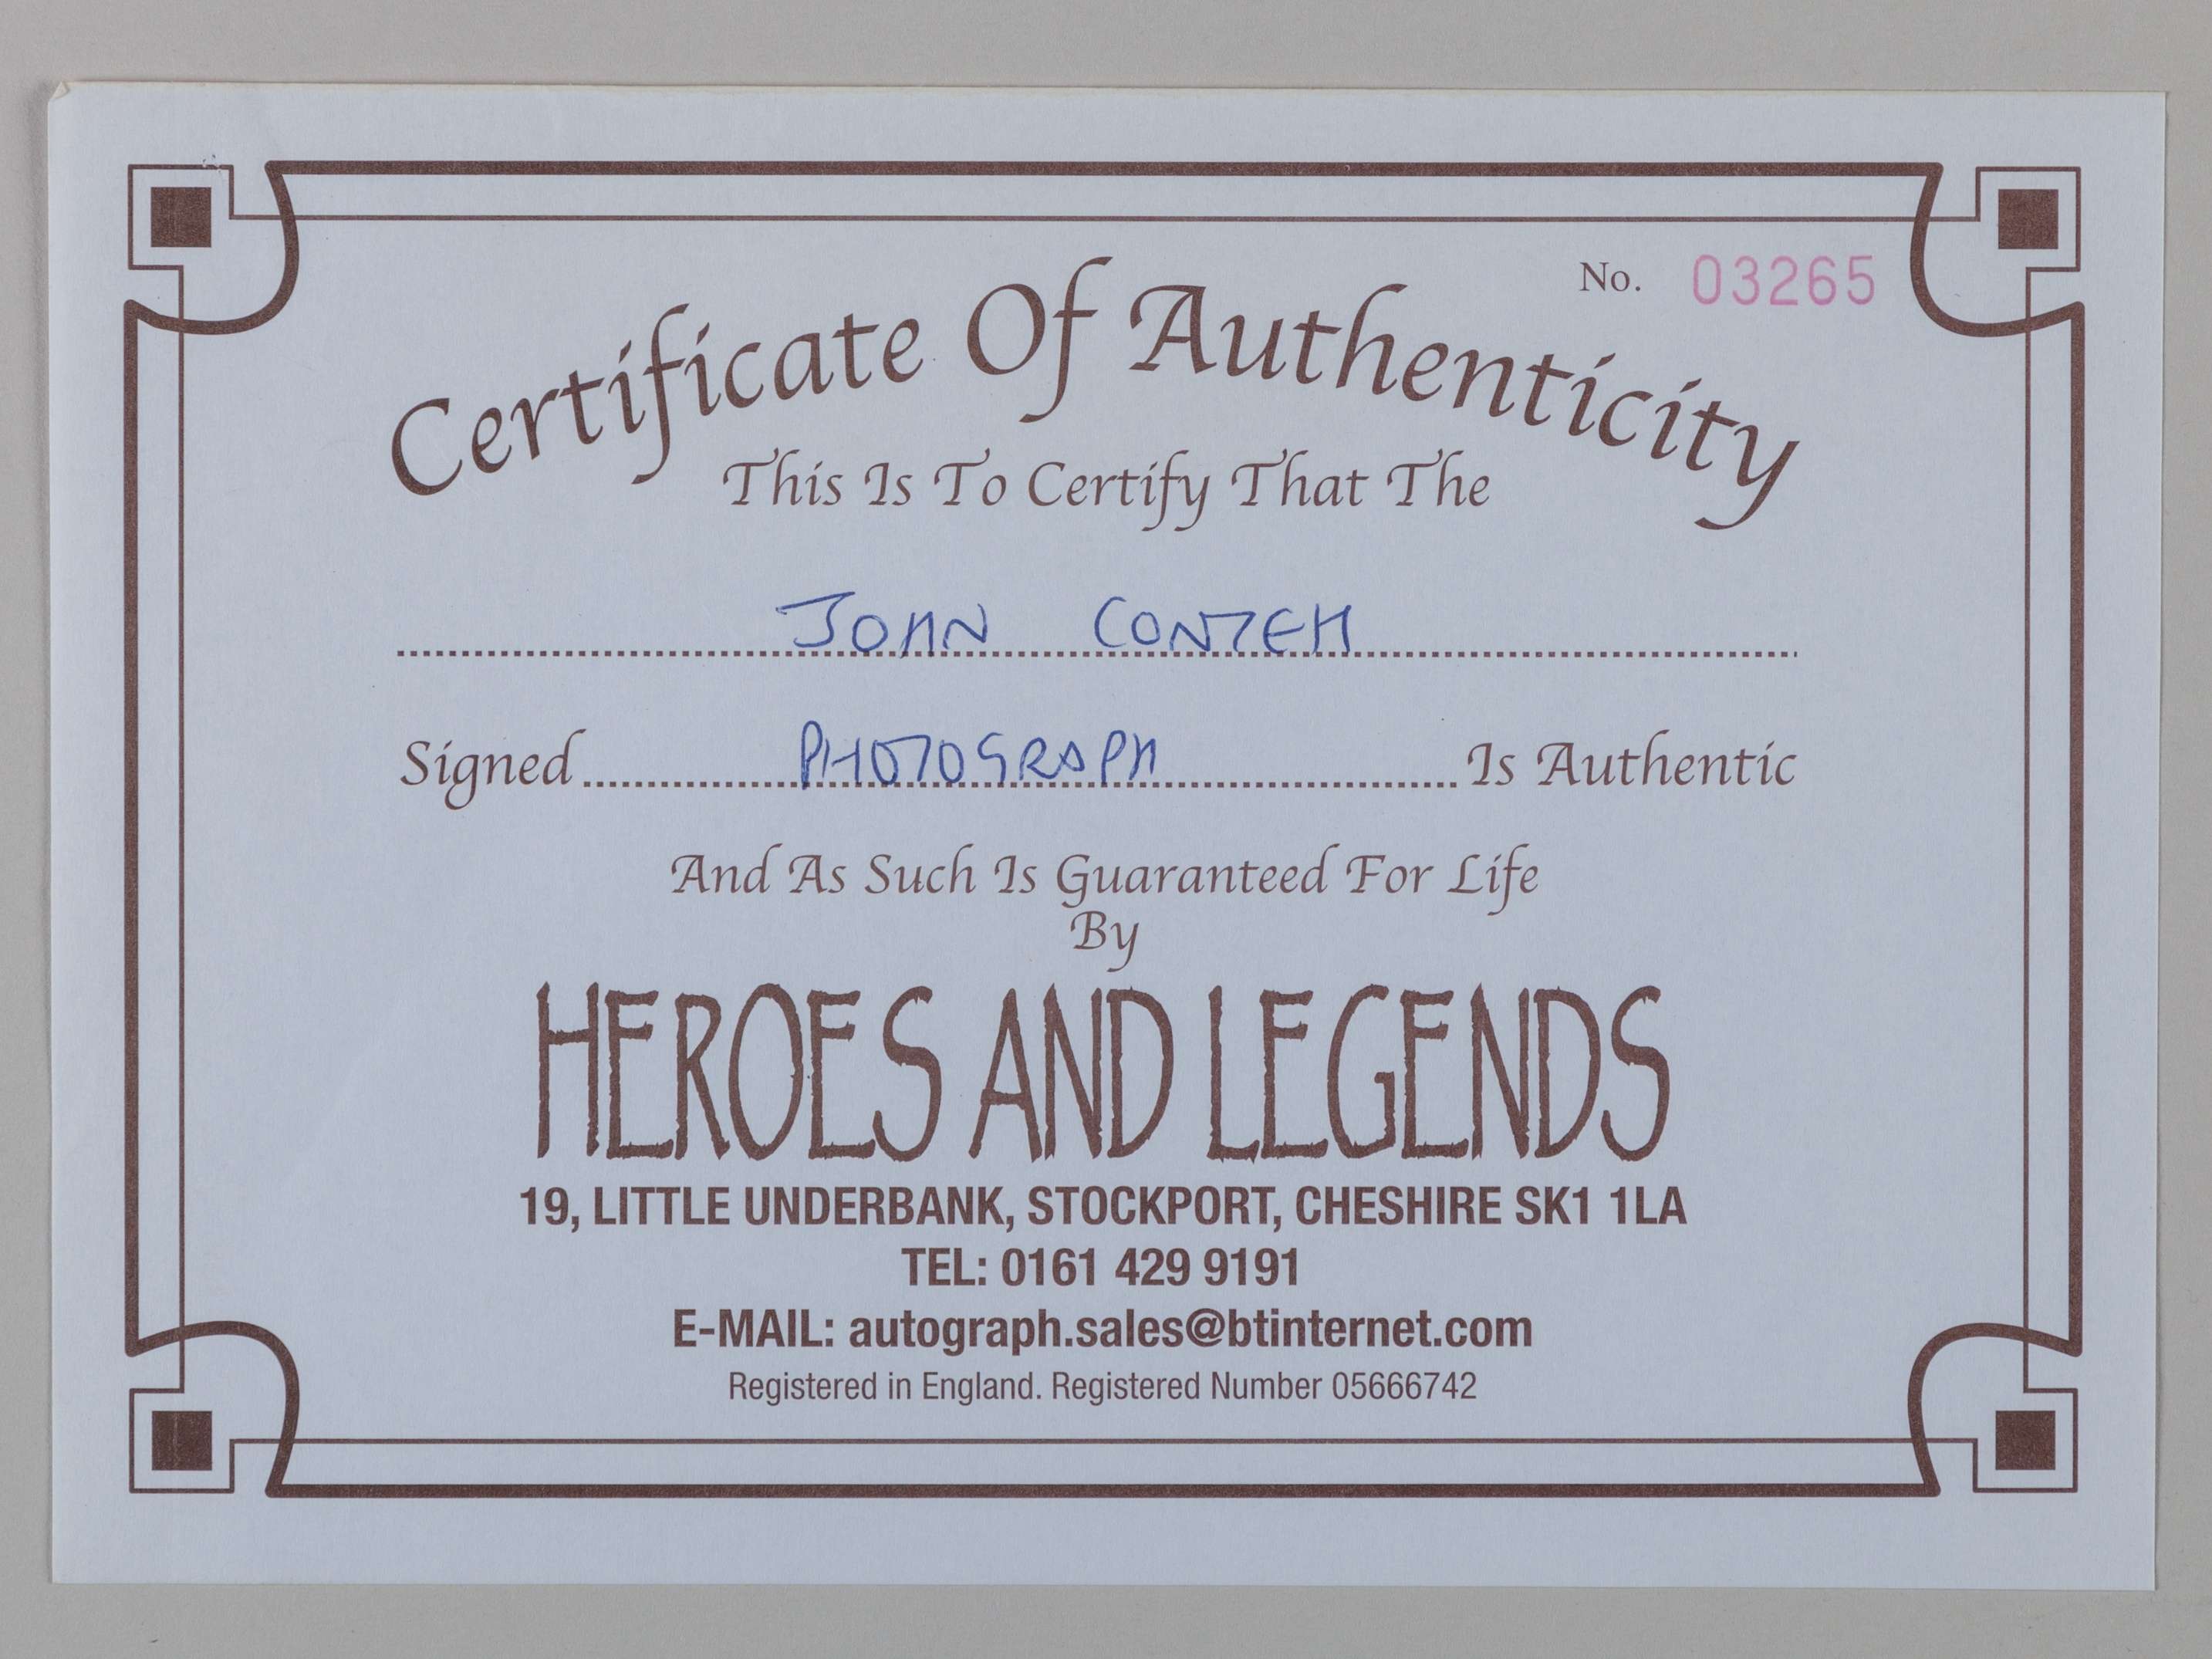 No. 03265
Certificate Of Authenticity
This Is To Certify That The
JOHN CONTEH
Signed PHOTOGRAPH Is Authentic
And As Such Is Guaranteed For Life
By
HEROES AND LEGENDS
19, LITTLE UNDERBANK, STOCKPORT, CHESHIRE SK1 1LA
TEL: 0161 429 9191
E-MAIL: autograph.sales@btinternet.com
Registered in England. Registered Number 05666742